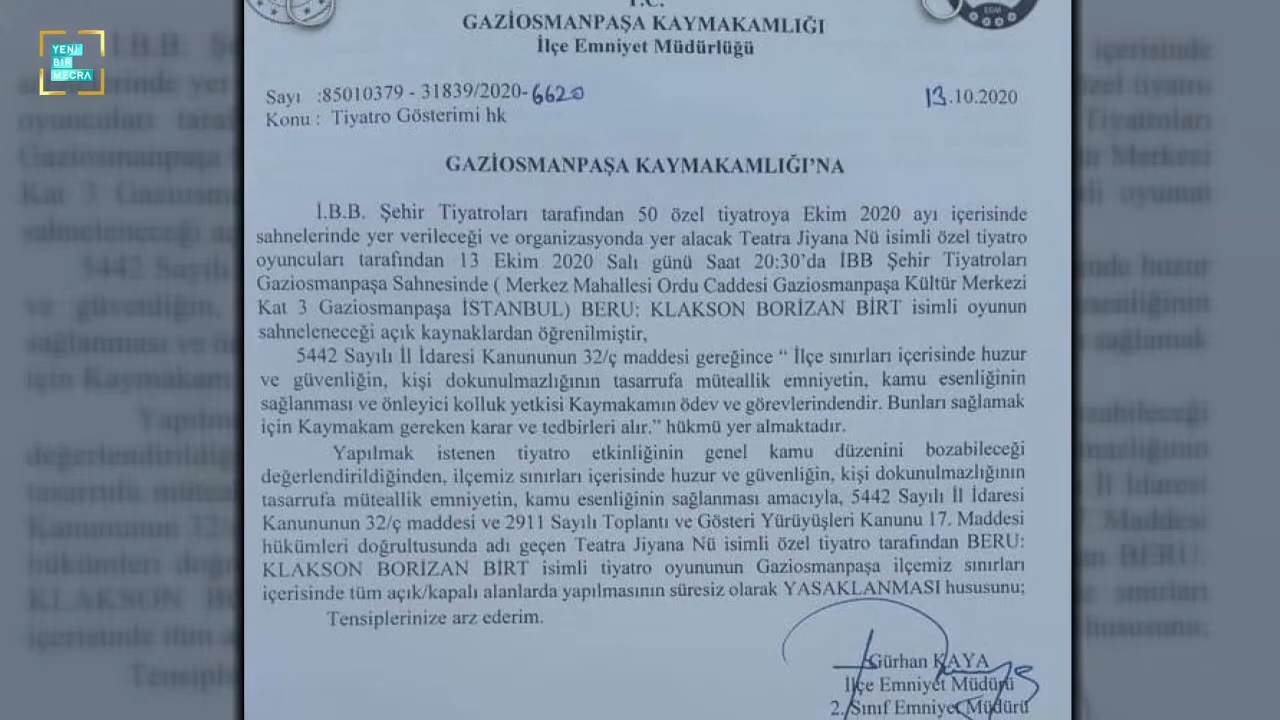 YENİ
BİR
MECRA
T.C.
GAZİOSMANPAŞA KAYMAKAMLIĞI
İlçe Emniyet Müdürlüğü
Sayı :85010379 - 31839/2020-6620
13.10.2020
Konu : Tiyatro Gösterimi hk
GAZİOSMANPAŞA KAYMAKAMLIĞI'NA
İ.B.B. Şehir Tiyatroları tarafından 50 özel tiyatroya Ekim 2020 ayı içerisinde
sahnelerinde yer verileceği ve organizasyonda yer alacak Teatra Jiyana Nü isimli özel tiyatro
oyuncuları tarafından 13 Ekim 2020 Salı günü Saat 20:30'da İBB Şehir Tiyatroları
Gaziosmanpaşa Sahnesinde ( Merkez Mahallesi Ordu Caddesi Gaziosmanpaşa Kültür Merkezi
Kat 3 Gaziosmanpaşa İSTANBUL) BERU: KLAKSON BORİZAN BİRT isimli oyunun
sahneleneceği açık kaynaklardan öğrenilmiştir,
5442 Sayılı İl İdaresi Kanununun 32/ç maddesi gereğince “ İlçe sınırları içerisinde huzur
ve güvenliğin, kişi dokunulmazlığının tasarrufa müteallik emniyetin, kamu esenliğinin
sağlanması ve önleyici kolluk yetkisi Kaymakamın ödev ve görevlerindendir. Bunları sağlamak
için Kaymakam gereken karar ve tedbirleri alır.” hükmü yer almaktadır.
Yapılmak istenen tiyatro etkinliğinin genel kamu düzenini bozabileceği
değerlendirildiğinden, ilçemiz sınırları içerisinde huzur ve güvenliğin, kişi dokunulmazlığının
tasarrufa müteallik emniyetin, kamu esenliğinin sağlanması amacıyla, 5442 Sayılı İl İdaresi
Kanununun 32/ç maddesi ve 2911 Sayılı Toplantı ve Gösteri Yürüyüşleri Kanunu 17. Maddesi
hükümleri doğrultusunda adı geçen Teatra Jiyana Nü isimli özel tiyatro tarafından BERU:
KLAKSON BORİZAN BİRT isimli tiyatro oyununun Gaziosmanpaşa ilçemiz sınırları
içerisinde tüm açık/kapalı alanlarda yapılmasının süresiz olarak YASAKLANMASI hususunu;
Tensiplerinize arz ederim.
Gürhan KAYA
İlçe Emniyet Müdürü
2. Sınıf Emniyet Müdürü